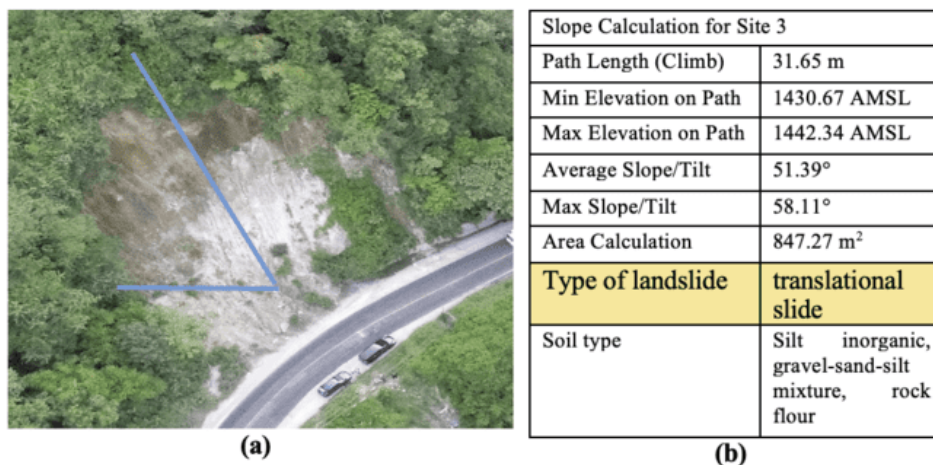 Slope Calculation for Site 3
Path Length (Climb) 31.65 m
Min Elevation on Path 1430.67 AMSL
Max Elevation on Path 1442.34 AMSL
Average Slope/Tilt 51.39°
Max Slope/Tilt 58.11°
Area Calculation 847.27 m²
Type of landslide translational
slide
Soil type Silt inorganic,
gravel-sand-silt
mixture, rock
flour
(a)
(b)